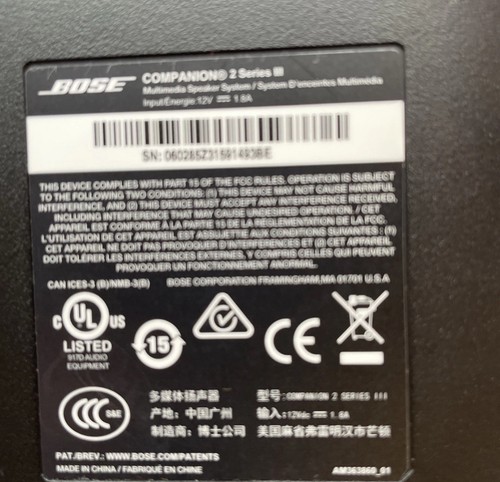 BOSE COMPANION® 2 Series III
Multimedia Speaker System / System D'enceintes Multimédia
Input/Energie: 12V ⎓ 1.8A
SN: 060285Z31591493BE
THIS DEVICE COMPLIES WITH PART 15 OF THE FCC RULES. OPERATION IS SUBJECT
TO THE FOLLOWING TWO CONDITIONS: (1) THIS DEVICE MAY NOT CAUSE HARMFUL
INTERFERENCE, AND (2) THIS DEVICE MUST ACCEPT ANY INTERFERENCE RECEIVED,
INCLUDING INTERFERENCE THAT MAY CAUSE UNDESIRED OPERATION. / CET
APPAREIL EST CONFORME À LA PARTIE 15 DE LA RÉGLEMENTATION DE LA FCC.
L'UTILISATION DE CET APPAREIL EST ASSUJETTIE AUX CONDITIONS SUIVANTES : (1)
CET APPAREIL NE DOIT PAS PROVOQUER D'INTERFÉRENCES ET (2) CET APPAREIL
DOIT TOLÉRER LES INTERFÉRENCES EXTERNES, Y COMPRIS CELLES QUI PEUVENT
PROVOQUER UN FONCTIONNEMENT ANORMAL.
CAN ICES-3 (B)/NMB-3(B) BOSE CORPORATION FRAMINGHAM, MA 01701 U.S.A
C UL US
LISTED
917D AUDIO
EQUIPMENT
15
CE
CCC S&E
多媒体扬声器 型号: COMPANION 2 SERIES III
产地: 中国广州 输入: 12Vdc ⎓ 1.8A
制造商: 博士公司 美国麻省弗雷明汉市芒顿
PAT./BREV.: WWW.BOSE.COM/PATENTS
MADE IN CHINA / FABRIQUÉ EN CHINE AM363860_01